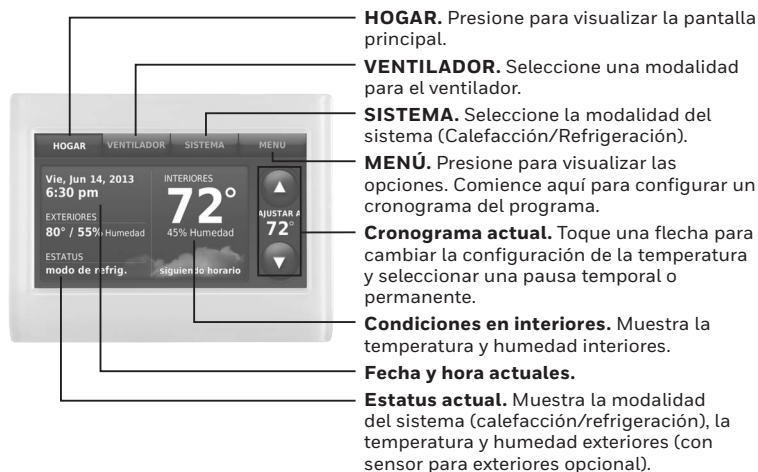 HOGAR. Presione para visualizar la pantalla
principal.
VENTILADOR. Seleccione una modalidad
para el ventilador.
SISTEMA. Seleccione la modalidad del
sistema (Calefacción/Refrigeración).
MENÚ. Presione para visualizar las
opciones. Comience aquí para configurar un
cronograma del programa.
Cronograma actual. Toque una flecha para
cambiar la configuración de la temperatura
y seleccionar una pausa temporal o
permanente.
Condiciones en interiores. Muestra la
temperatura y humedad interiores.
Fecha y hora actuales.
Estatus actual. Muestra la modalidad
del sistema (calefacción/refrigeración), la
temperatura y humedad exteriores (con
sensor para exteriores opcional).
HOGAR VENTILADOR SISTEMA MENU
Vie, Jun 14, 2013
6:30 pm
EXTERIORES
80° / 55% Humedad
ESTATUS
modo de refrig.
INTERIORES
72°
45% Humedad
siguiendo horario
AJUSTAR A
72°